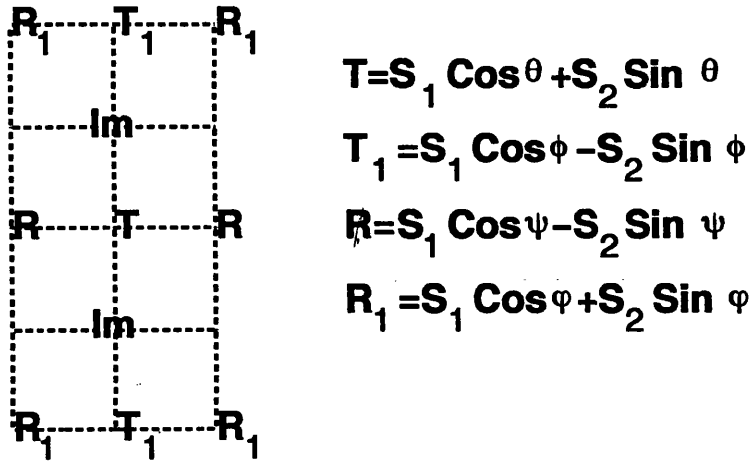 R₁ T₁ R₁
Im
R T R
Im
R₁ T₁ R₁
T=S₁ Cosθ+S₂ Sin θ
T₁ =S₁ Cosϕ–S₂ Sin ϕ
R=S₁ Cosψ–S₂ Sin ψ
R₁ =S₁ Cosφ+S₂ Sin φ